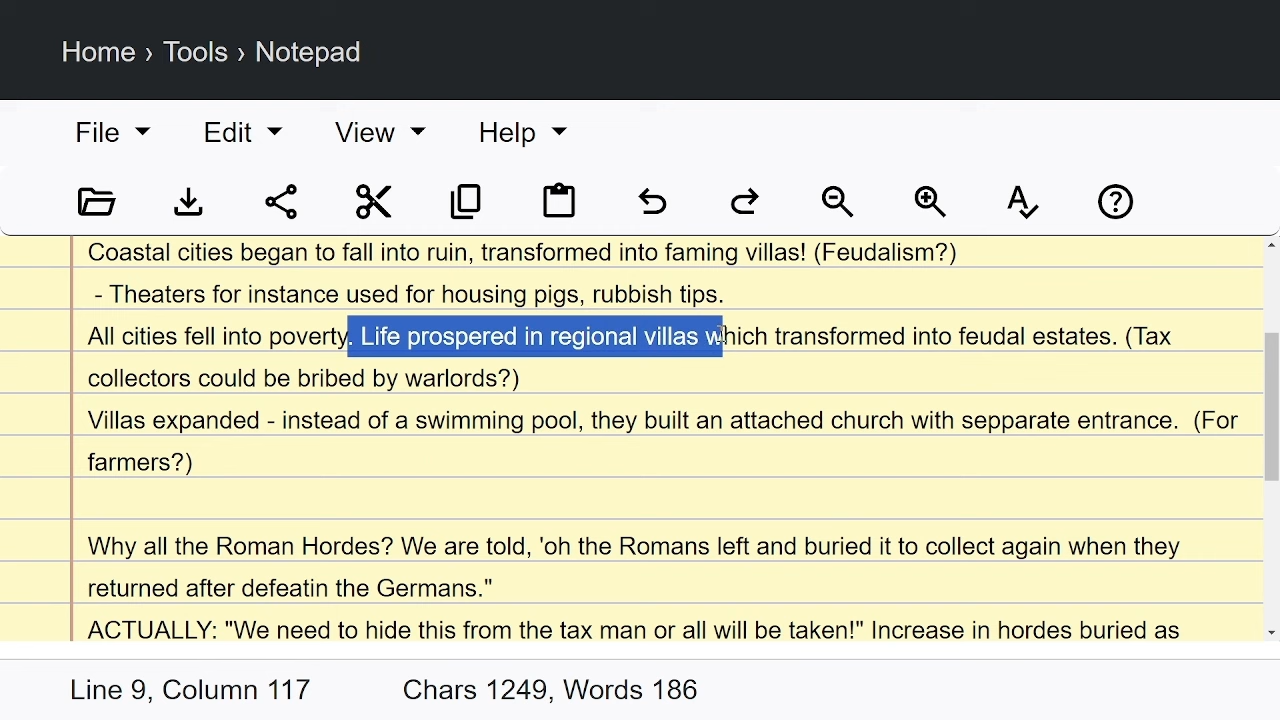 Home › Tools › Notepad
File Edit View Help
Coastal cities began to fall into ruin, transformed into faming villas! (Feudalism?)
- Theaters for instance used for housing pigs, rubbish tips.
All cities fell into poverty. Life prospered in regional villas which transformed into feudal estates. (Tax
collectors could be bribed by warlords?)
Villas expanded - instead of a swimming pool, they built an attached church with sepparate entrance. (For
farmers?)
Why all the Roman Hordes? We are told, 'oh the Romans left and buried it to collect again when they
returned after defeatin the Germans."
ACTUALLY: "We need to hide this from the tax man or all will be taken!" Increase in hordes buried as
Line 9, Column 117 Chars 1249, Words 186